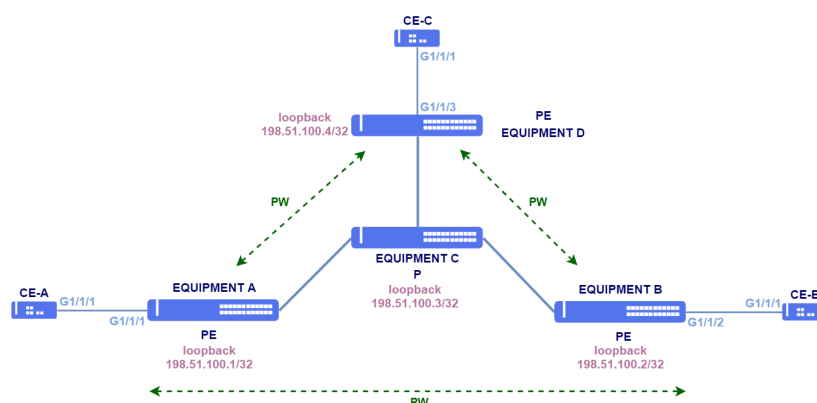 CE-C
G1/1/1
G1/1/3
loopback
198.51.100.4/32
PE
EQUIPMENT D
PW
PW
EQUIPMENT C
P
loopback
198.51.100.3/32
CE-A
G1/1/1
G1/1/1
EQUIPMENT A
PE
loopback
198.51.100.1/32
EQUIPMENT B
PE
loopback
198.51.100.2/32
G1/1/1
G1/1/2
CE-B
PW